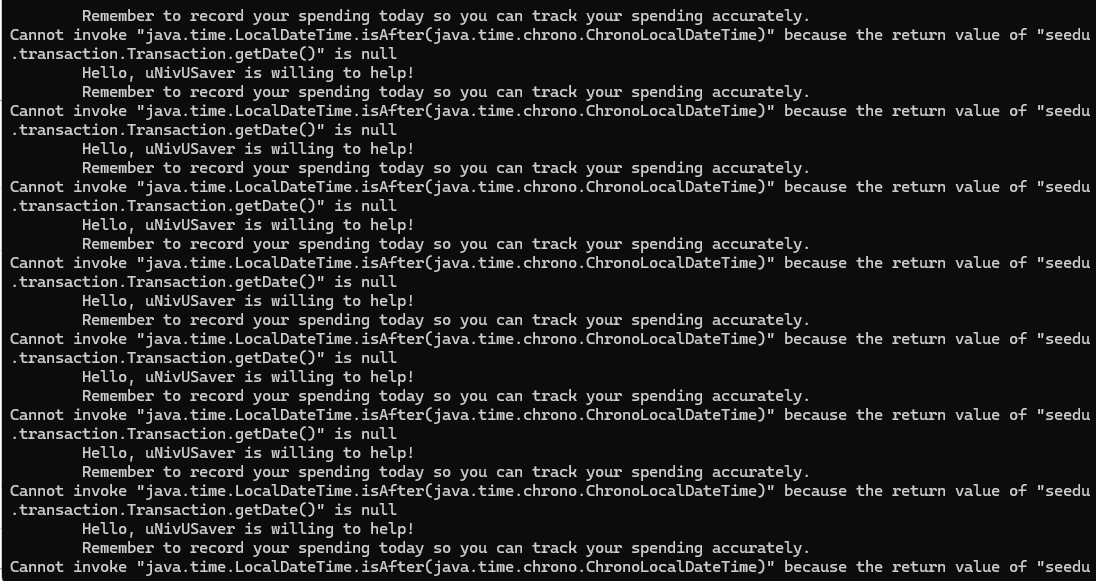 Remember to record your spending today so you can track your spending accurately.
Cannot invoke "java.time.LocalDateTime.isAfter(java.time.chrono.ChronoLocalDateTime)" because the return value of "seedu
.transaction.Transaction.getDate()" is null
Hello, uNivUSaver is willing to help!
Remember to record your spending today so you can track your spending accurately.
Cannot invoke "java.time.LocalDateTime.isAfter(java.time.chrono.ChronoLocalDateTime)" because the return value of "seedu
.transaction.Transaction.getDate()" is null
Hello, uNivUSaver is willing to help!
Remember to record your spending today so you can track your spending accurately.
Cannot invoke "java.time.LocalDateTime.isAfter(java.time.chrono.ChronoLocalDateTime)" because the return value of "seedu
.transaction.Transaction.getDate()" is null
Hello, uNivUSaver is willing to help!
Remember to record your spending today so you can track your spending accurately.
Cannot invoke "java.time.LocalDateTime.isAfter(java.time.chrono.ChronoLocalDateTime)" because the return value of "seedu
.transaction.Transaction.getDate()" is null
Hello, uNivUSaver is willing to help!
Remember to record your spending today so you can track your spending accurately.
Cannot invoke "java.time.LocalDateTime.isAfter(java.time.chrono.ChronoLocalDateTime)" because the return value of "seedu
.transaction.Transaction.getDate()" is null
Hello, uNivUSaver is willing to help!
Remember to record your spending today so you can track your spending accurately.
Cannot invoke "java.time.LocalDateTime.isAfter(java.time.chrono.ChronoLocalDateTime)" because the return value of "seedu
.transaction.Transaction.getDate()" is null
Hello, uNivUSaver is willing to help!
Remember to record your spending today so you can track your spending accurately.
Cannot invoke "java.time.LocalDateTime.isAfter(java.time.chrono.ChronoLocalDateTime)" because the return value of "seedu
.transaction.Transaction.getDate()" is null
Hello, uNivUSaver is willing to help!
Remember to record your spending today so you can track your spending accurately.
Cannot invoke "java.time.LocalDateTime.isAfter(java.time.chrono.ChronoLocalDateTime)" because the return value of "seedu